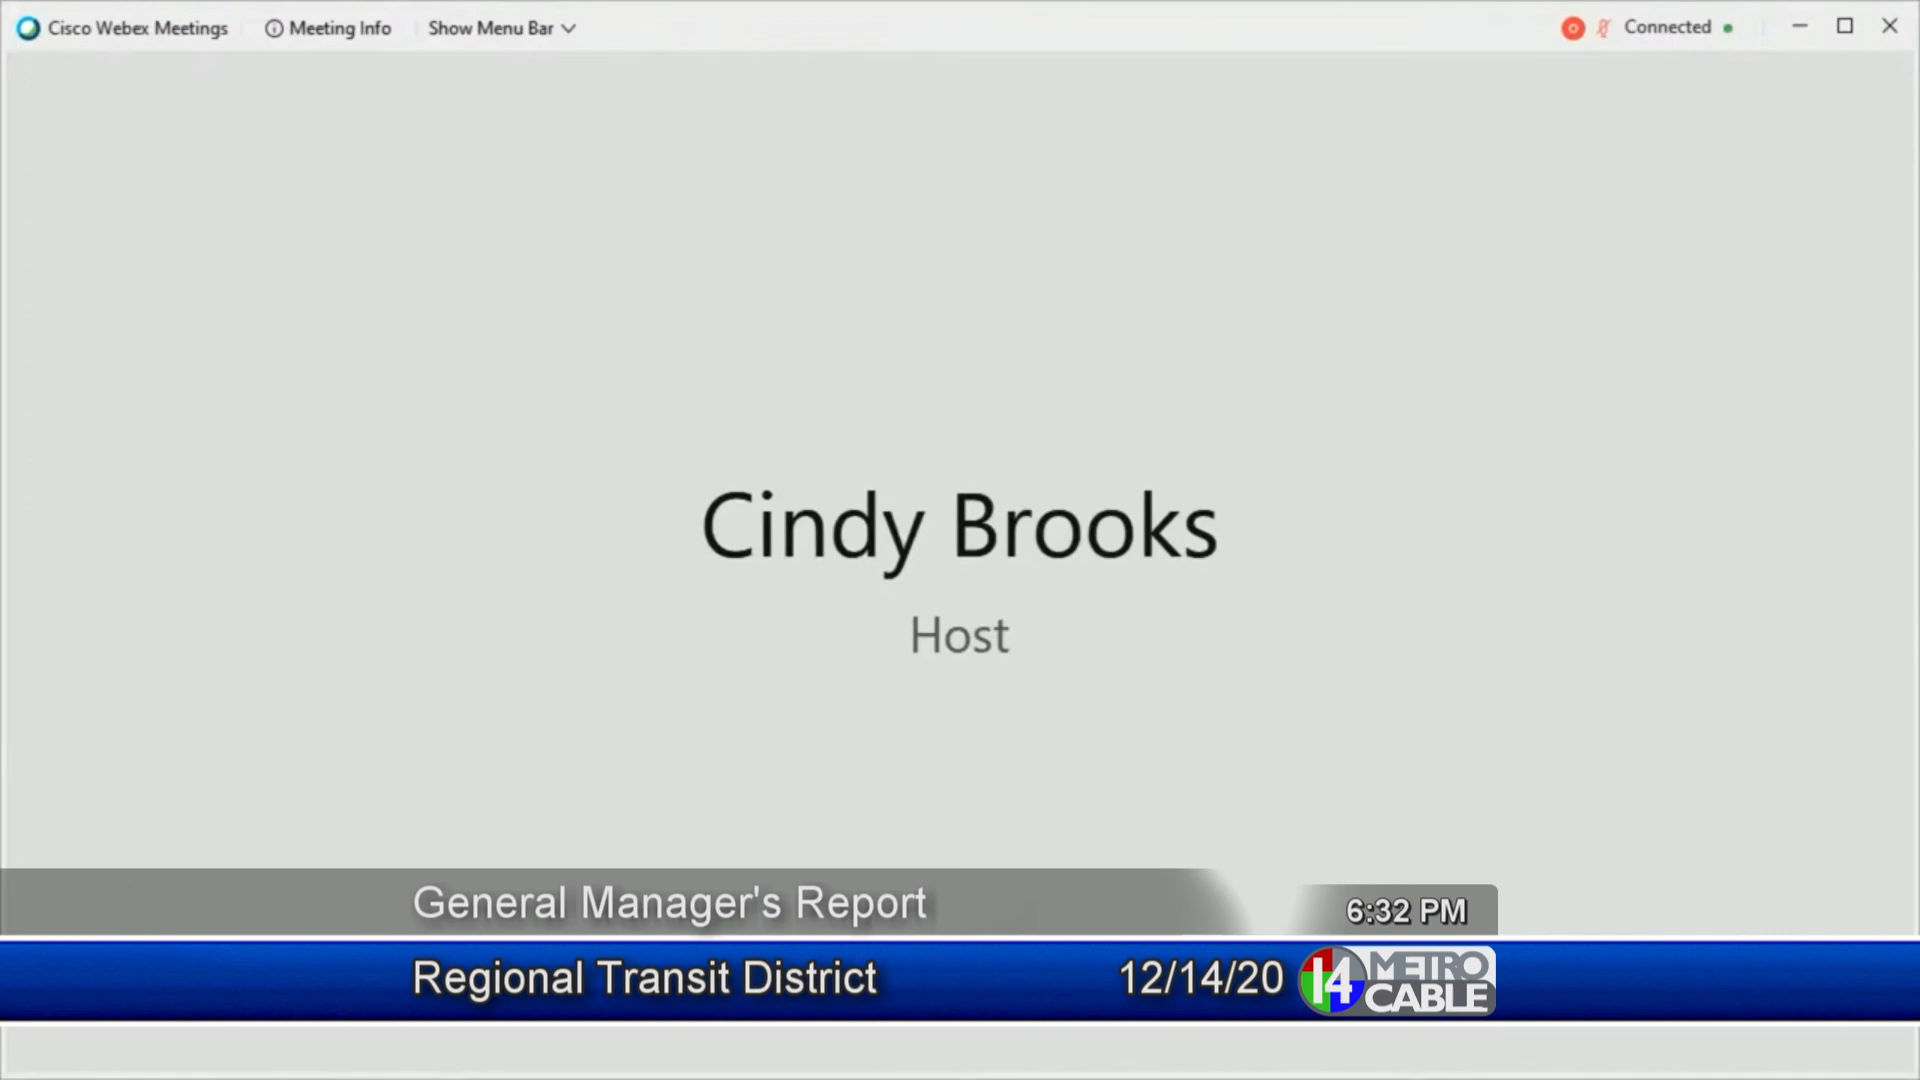 Cisco Webex Meetings Meeting Info Show Menu Bar Connected
Cindy Brooks
Host
General Manager's Report 6:32 PM
Regional Transit District 12/14/20 14 METRO
CABLE